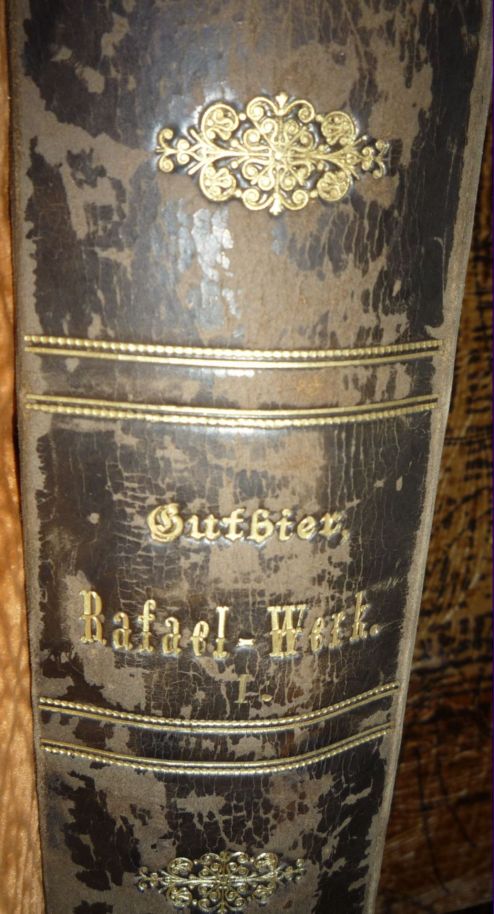 Gutbier,
Rafael-Werk.
I.